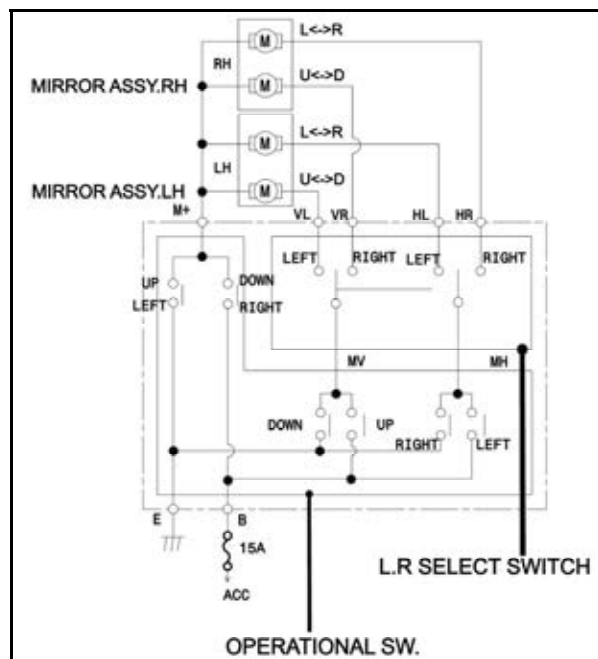 L<->R
RH
U<->D
MIRROR ASSY.RH
L<->R
LH
U<->D
MIRROR ASSY.LH
M+ VL VR HL HR
LEFT RIGHT LEFT RIGHT
UP DOWN
LEFT RIGHT
MV MH
DOWN UP
RIGHT LEFT
E B
15A
ACC
L.R SELECT SWITCH
OPERATIONAL SW.
M
M
M
M